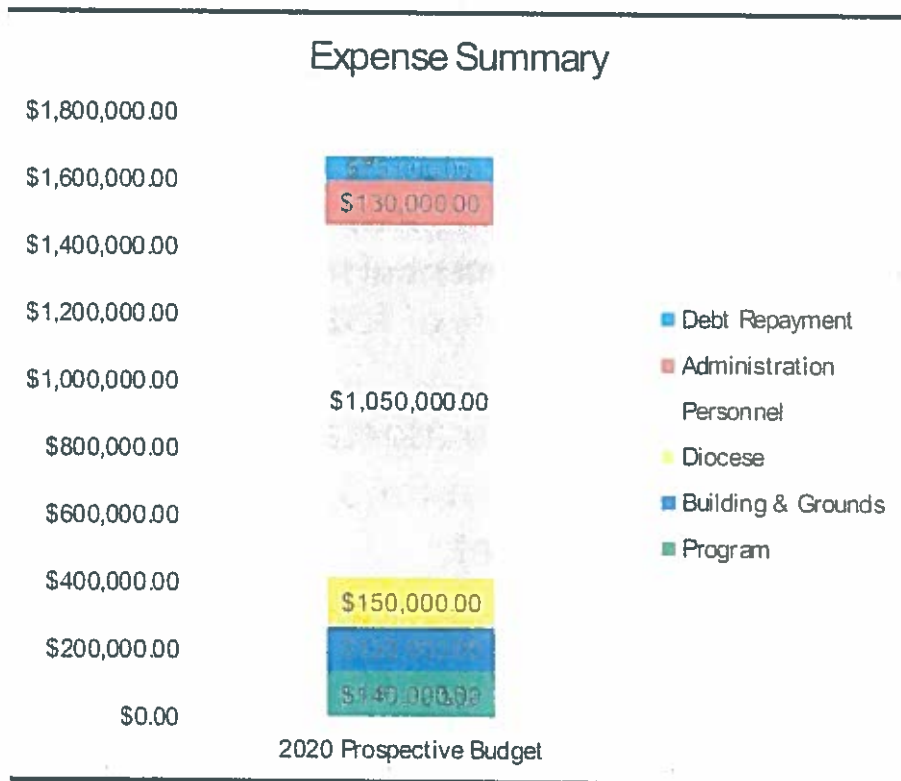 Expense Summary
$1,800,000.00
$1,600,000.00
$1,400,000.00
$1,200,000.00
$1,000,000.00
$800,000.00
$600,000.00
$400,000.00
$200,000.00
$0.00
$130,000.00
$1,050,000.00
$150,000.00
$140,000.00
2020 Prospective Budget
Debt Repayment
Administration
Personnel
Diocese
Building & Grounds
Program